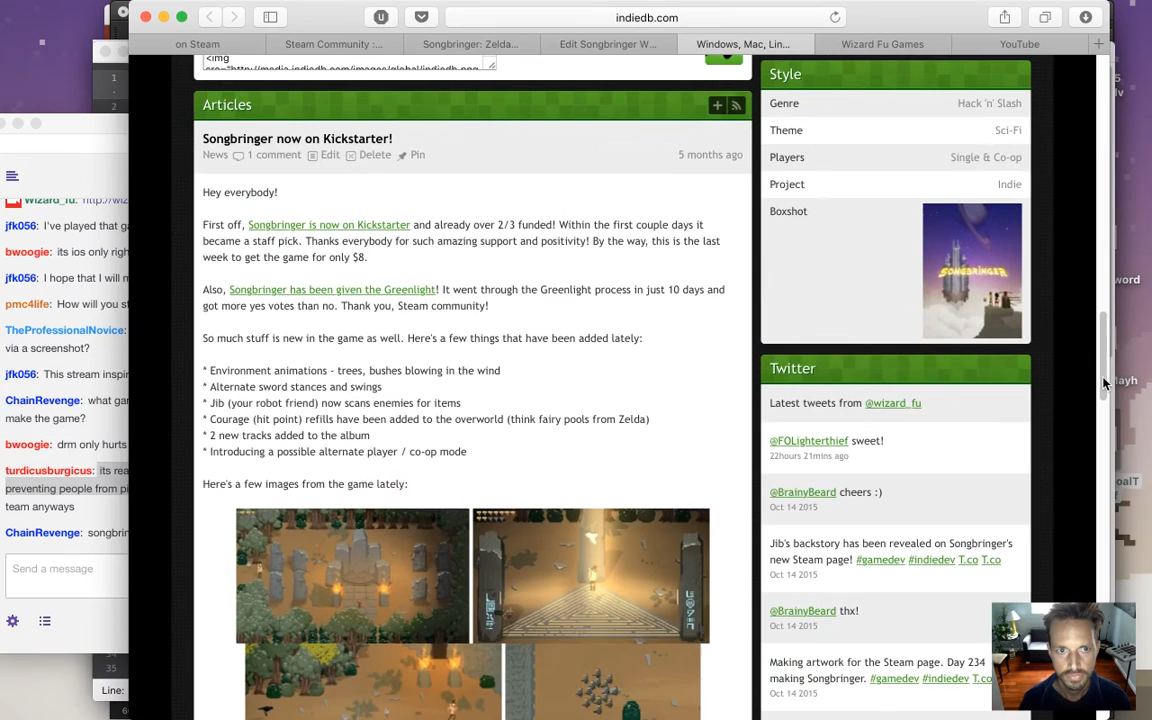 indiedb.com
on Steam
Steam Community :...
Songbringer: Zelda...
Edit Songbringer W...
Windows, Mac, Lin...
Wizard Fu Games
YouTube
<img
Articles
Songbringer now on Kickstarter!
News 1 comment Edit Delete Pin 5 months ago
Hey everybody!
First off, Songbringer is now on Kickstarter and already over 2/3 funded! Within the first couple days it
became a staff pick. Thanks everybody for such amazing support and positivity! By the way, this is the last
week to get the game for only $8.
Also, Songbringer has been given the Greenlight! It went through the Greenlight process in just 10 days and
got more yes votes than no. Thank you, Steam community!
So much stuff is new in the game as well. Here's a few things that have been added lately:
* Environment animations - trees, bushes blowing in the wind
* Alternate sword stances and swings
* Jib (your robot friend) now scans enemies for items
* Courage (hit point) refills have been added to the overworld (think fairy pools from Zelda)
* 2 new tracks added to the album
* Introducing a possible alternate player / co-op mode
Here's a few images from the game lately:
Style
Genre Hack 'n' Slash
Theme Sci-Fi
Players Single & Co-op
Project Indie
Boxshot
SONGBRINGER
Twitter
Latest tweets from @wizard_fu
@FOLighterthief sweet!
22hours 21mins ago
@BrainyBeard cheers :)
Oct 14 2015
Jib's backstory has been revealed on Songbringer's
new Steam page! #gamedev #indiedev T.co T.co
Oct 14 2015
@BrainyBeard thx!
Oct 14 2015
Making artwork for the Steam page. Day 234
making Songbringer. #gamedev #indiedev
Oct 14 2015
Wizard_fu: http://wiz
jfk056: I've played that ga
bwoogie: its ios only righ
jfk056: I hope that I will m
pmc4life: How will you st
TheProfessionalNovice:
via a screenshot?
jfk056: This stream inspir
ChainRevenge: what gam
make the game?
bwoogie: drm only hurts
turdicusburgicus: its rea
preventing people from pi
team anyways
ChainRevenge: songbrin
Send a message
1
2
34
35
Line: